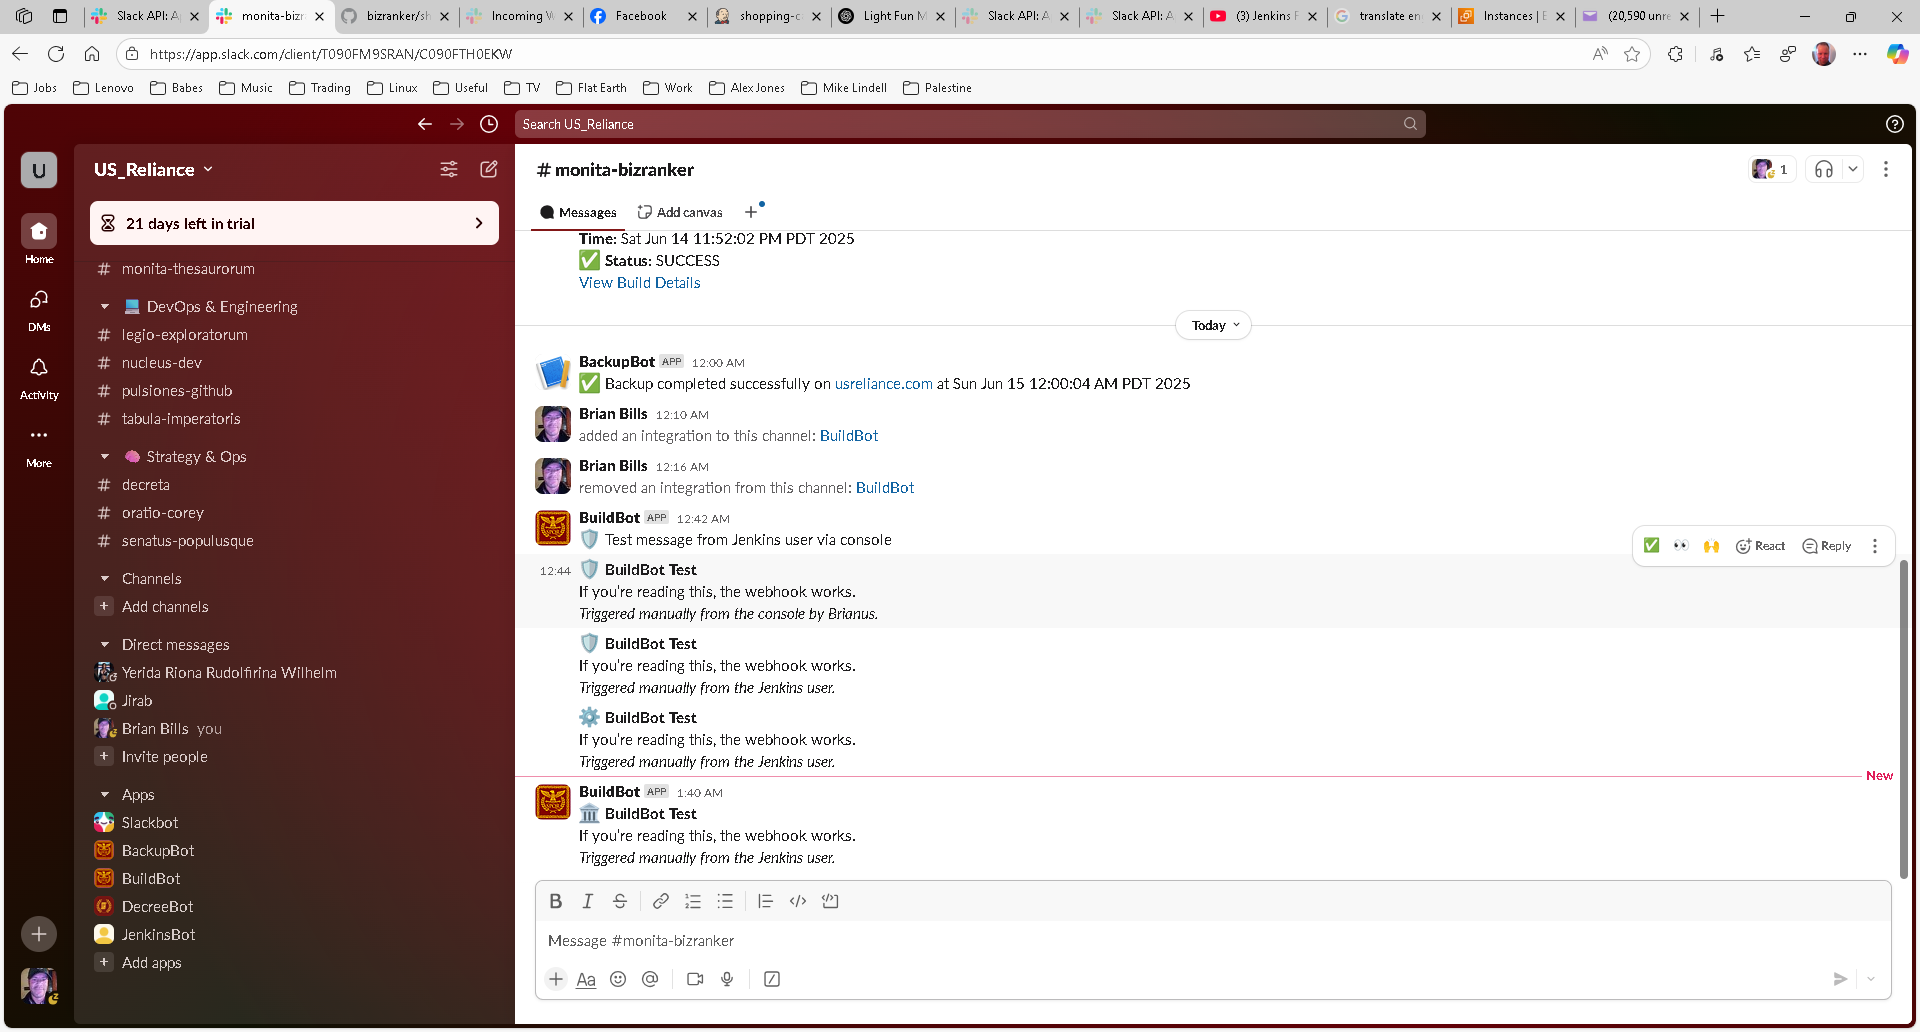 Slack API: A
monita-bizr
bizranker/sh
Incoming W
Facebook
shopping-c
Light Fun M
Slack API: A
Slack API: A
(3) Jenkins F
translate en
Instances | E
(20,590 unre
https://app.slack.com/client/T090FM9SRAN/C090FTH0EKW
Jobs
Lenovo
Babes
Music
Trading
Linux
Useful
TV
Flat Earth
Work
Alex Jones
Mike Lindell
Palestine
Search US_Reliance
U
Home
DMs
Activity
More
US_Reliance
21 days left in trial
# monita-thesaurorum
DevOps & Engineering
# legio-exploratorum
# nucleus-dev
# pulsiones-github
# tabula-imperatoris
Strategy & Ops
# decreta
# oratio-corey
# senatus-populusque
Channels
+ Add channels
Direct messages
Yerida Riona Rudolfirina Wilhelm
Jirab
Brian Bills you
+ Invite people
Apps
Slackbot
BackupBot
BuildBot
DecreeBot
JenkinsBot
+ Add apps
# monita-bizranker
1
Messages
Add canvas
Time: Sat Jun 14 11:52:02 PM PDT 2025
✅ Status: SUCCESS
View Build Details
Today
BackupBot APP 12:00 AM
✅ Backup completed successfully on usreliance.com at Sun Jun 15 12:00:04 AM PDT 2025
Brian Bills 12:10 AM
added an integration to this channel: BuildBot
Brian Bills 12:16 AM
removed an integration from this channel: BuildBot
BuildBot APP 12:42 AM
🛡️ Test message from Jenkins user via console
React
Reply
12:44 🛡️ BuildBot Test
If you're reading this, the webhook works.
Triggered manually from the console by Brianus.
🛡️ BuildBot Test
If you're reading this, the webhook works.
Triggered manually from the Jenkins user.
⚙️ BuildBot Test
If you're reading this, the webhook works.
Triggered manually from the Jenkins user.
New
BuildBot APP 1:40 AM
🏛️ BuildBot Test
If you're reading this, the webhook works.
Triggered manually from the Jenkins user.
B I S
Message #monita-bizranker
Aa